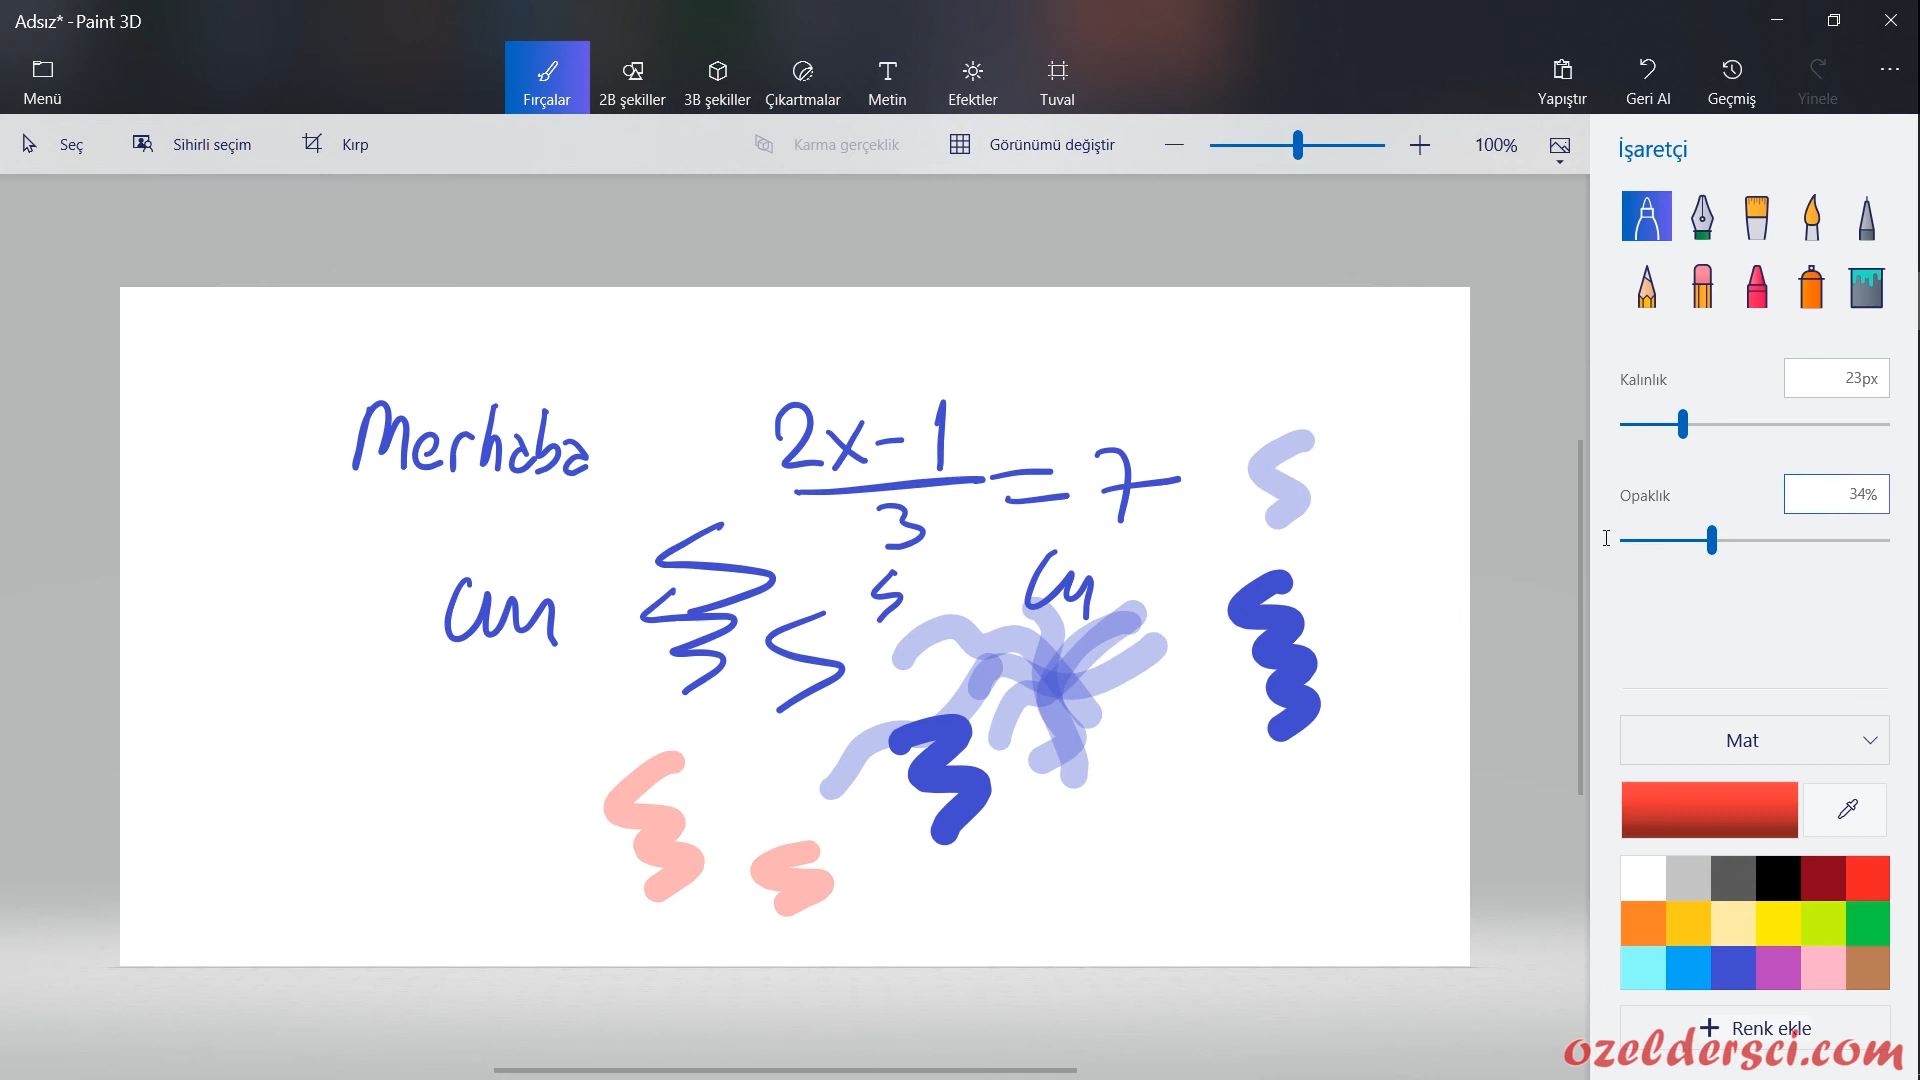 Adsız* - Paint 3D
Menü
Fırçalar
2B şekiller
3B şekiller
Çıkartmalar
Metin
Efektler
Tuval
Yapıştır
Geri Al
Geçmiş
Yinele
Seç
Sihirli seçim
Kırp
Karma gerçeklik
Görünümü değiştir
100%
İşaretçi
Kalınlık
23px
Opaklık
34%
Merhaba
2x-1
3
= 7
Mat
Renk ekle
ozeldersci.com